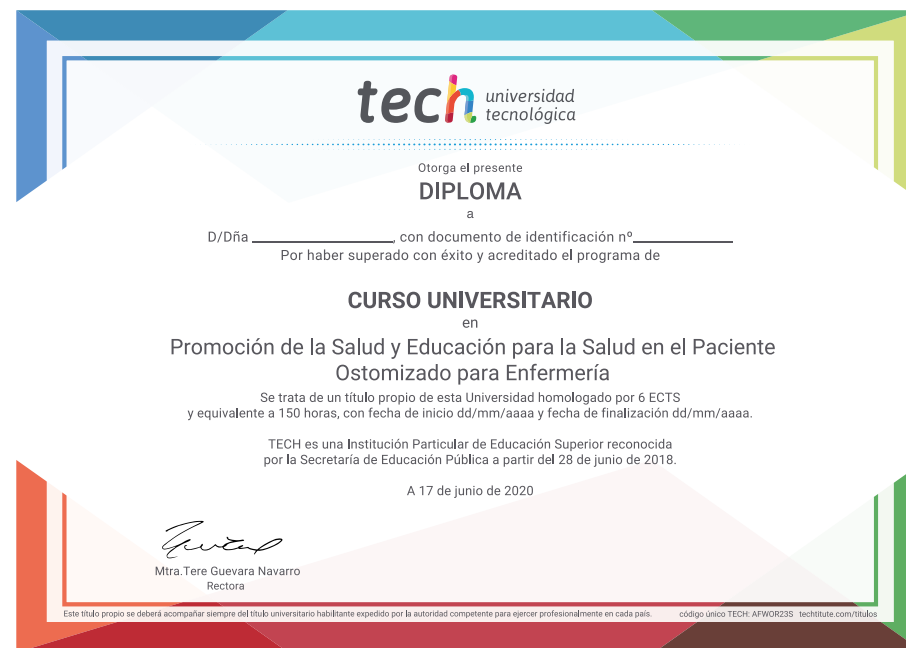 tech universidad
tecnológica
Otorga el presente
DIPLOMA
a
D/Dña ____________________, con documento de identificación nº______________
Por haber superado con éxito y acreditado el programa de
CURSO UNIVERSITARIO
en
Promoción de la Salud y Educación para la Salud en el Paciente
Ostomizado para Enfermería
Se trata de un título propio de esta Universidad homologado por 6 ECTS
y equivalente a 150 horas, con fecha de inicio dd/mm/aaaa y fecha de finalización dd/mm/aaaa.
TECH es una Institución Particular de Educación Superior reconocida
por la Secretaría de Educación Pública a partir del 28 de junio de 2018.
A 17 de junio de 2020
Mtra.Tere Guevara Navarro
Rectora
Este título propio se deberá acompañar siempre del título universitario habilitante expedido por la autoridad competente para ejercer profesionalmente en cada país. código único TECH: AFWOR23S techtitute.com/titulos